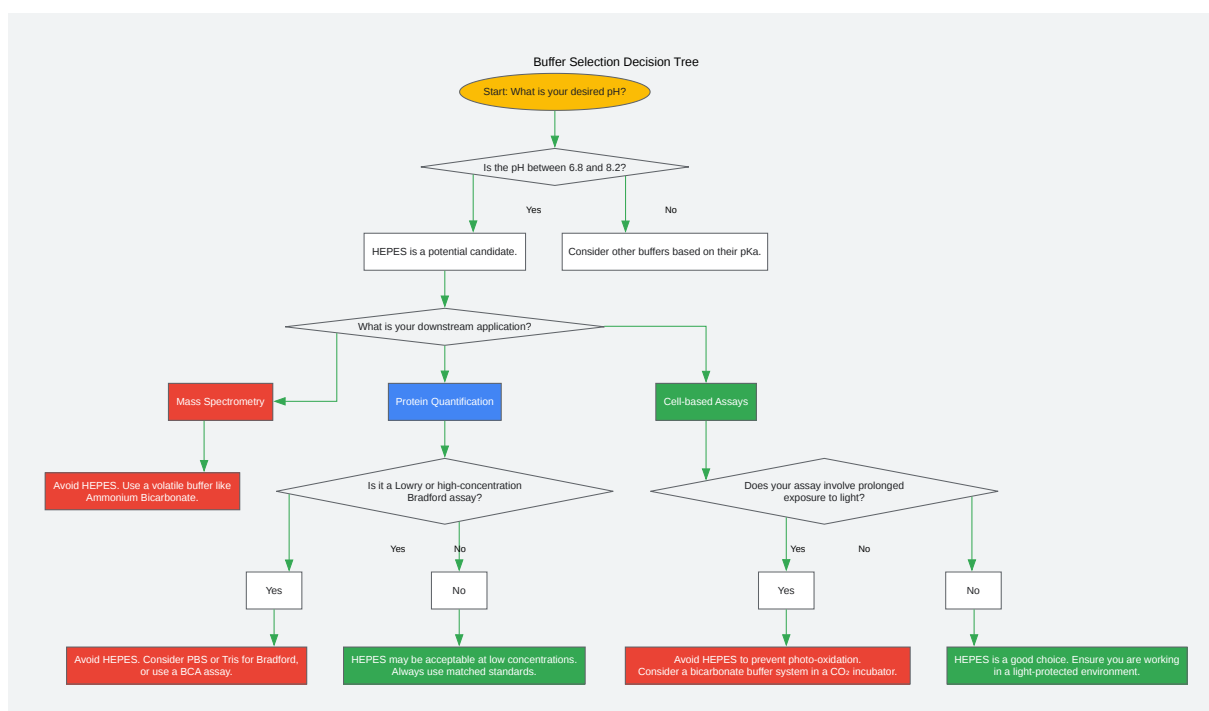 Buffer Selection Decision Tree
Start: What is your desired pH?
Is the pH between 6.8 and 8.2?
Yes
No
HEPES is a potential candidate.
Consider other buffers based on their pKa.
What is your downstream application?
Mass Spectrometry
Protein Quantification
Cell-based Assays
Avoid HEPES. Use a volatile buffer like
Ammonium Bicarbonate.
Is it a Lowry or high-concentration
Bradford assay?
Does your assay involve prolonged
exposure to light?
Yes
No
Yes
No
Yes
No
Yes
No
Avoid HEPES. Consider PBS or Tris for Bradford,
or use a BCA assay.
HEPES may be acceptable at low concentrations.
Always use matched standards.
Avoid HEPES to prevent photo-oxidation.
Consider a bicarbonate buffer system in a CO₂ incubator.
HEPES is a good choice. Ensure you are working
in a light-protected environment.